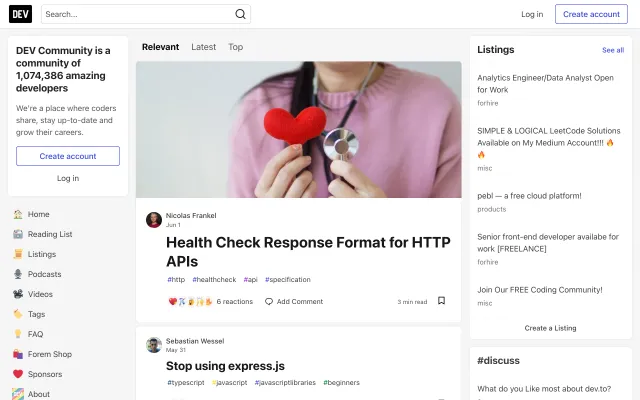 DEV
Search...
Log in
Create account
DEV Community is a
community of
1,074,386 amazing
developers
We're a place where coders
share, stay up-to-date and
grow their careers.
Create account
Log in
Home
Reading List
Listings
Podcasts
Videos
Tags
FAQ
Forem Shop
Sponsors
About
Relevant
Latest
Top
Nicolas Frankel
Jun 1
Health Check Response Format for HTTP
APIs
#http #healthcheck #api #specification
6 reactions
Add Comment
3 min read
Sebastian Wessel
May 31
Stop using express.js
#typescript #javascript #javascriptlibraries #beginners
Listings
See all
Analytics Engineer/Data Analyst Open
for Work
forhire
SIMPLE & LOGICAL LeetCode Solutions
Available on My Medium Account!!! 🔥
🔥
misc
pebl — a free cloud platform!
products
Senior front-end developer availabe for
work [FREELANCE]
forhire
Join Our FREE Coding Community!
misc
Create a Listing
#discuss
What do you Like most about dev.to?